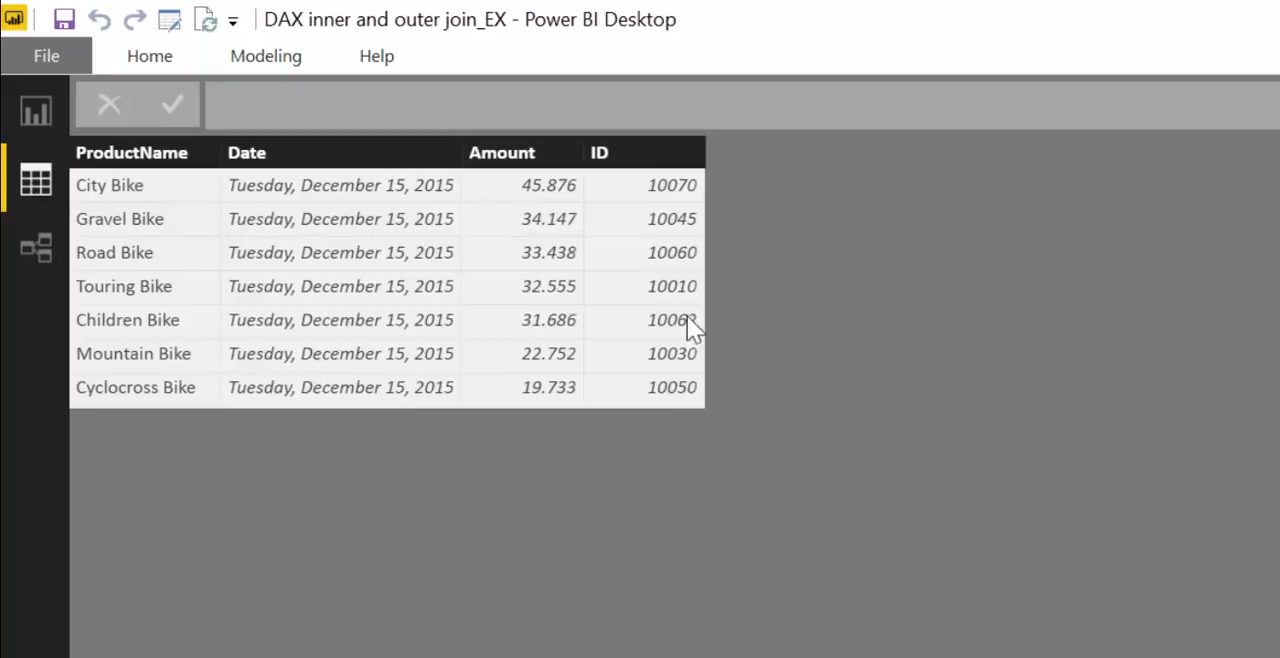 DAX inner and outer join_EX - Power BI Desktop
File Home Modeling Help
ProductName Date Amount ID
City Bike Tuesday, December 15, 2015 45.876 10070
Gravel Bike Tuesday, December 15, 2015 34.147 10045
Road Bike Tuesday, December 15, 2015 33.438 10060
Touring Bike Tuesday, December 15, 2015 32.555 10010
Children Bike Tuesday, December 15, 2015 31.686
Mountain Bike Tuesday, December 15, 2015 22.752 10030
Cyclocross Bike Tuesday, December 15, 2015 19.733 10050